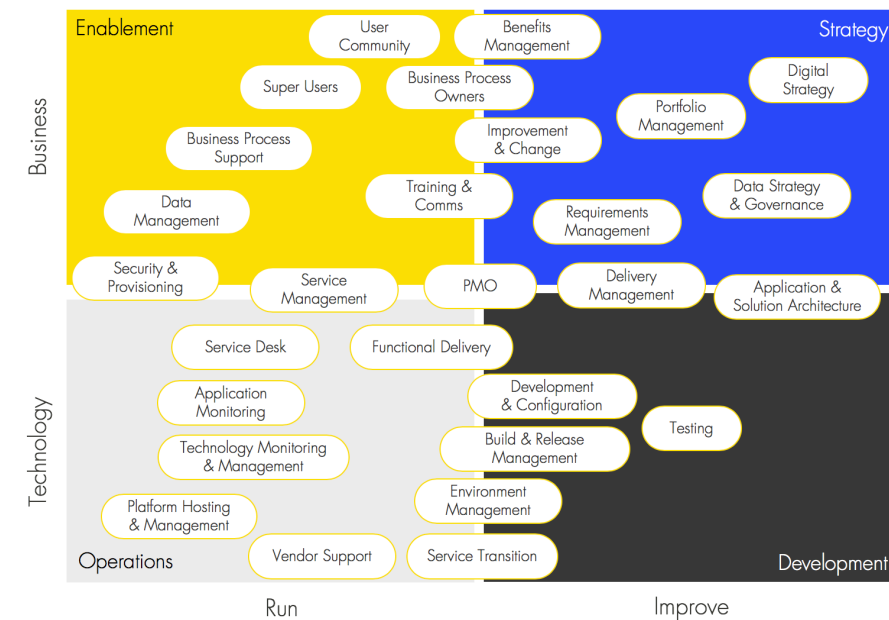 Enablement
User
Community
Benefits
Management
Strategy
Super Users
Business Process
Owners
Digital
Strategy
Portfolio
Management
Business
Business Process
Support
Improvement
& Change
Data
Management
Training &
Comms
Requirements
Management
Data Strategy
& Governance
Security &
Provisioning
Service
Management
PMO
Delivery
Management
Application &
Solution Architecture
Service Desk
Functional Delivery
Application
Monitoring
Development
& Configuration
Testing
Technology
Technology Monitoring
& Management
Build & Release
Management
Platform Hosting
& Management
Environment
Management
Operations
Vendor Support
Service Transition
Development
Run
Improve